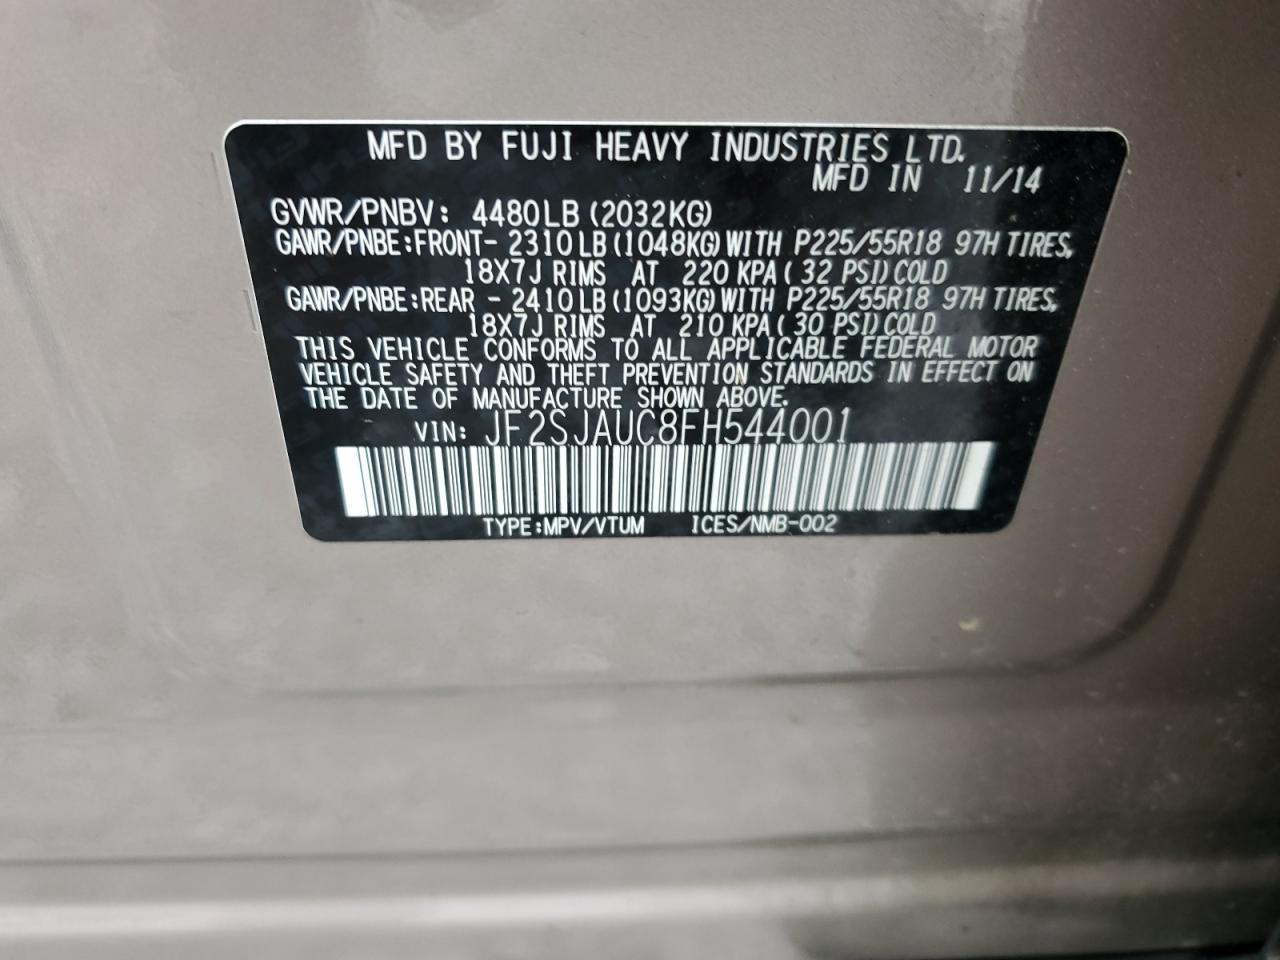 MFD BY FUJI HEAVY INDUSTRIES LTD.
MFD IN 11/14
GVWR/PNBV: 4480LB (2032KG)
GAWR/PNBE:FRONT- 2310LB (1048KG) WITH P225/55R18 97H TIRES,
18X7J RIMS AT 220 KPA ( 32 PSI) COLD
GAWR/PNBE:REAR - 2410LB (1093KG) WITH P225/55R18 97H TIRES,
18X7J RIMS AT 210 KPA ( 30 PSI) COLD
THIS VEHICLE CONFORMS TO ALL APPLICABLE FEDERAL MOTOR
VEHICLE SAFETY AND THEFT PREVENTION STANDARDS IN EFFECT ON
THE DATE OF MANUFACTURE SHOWN ABOVE.
VIN: JF2SJAUC8FH544001
TYPE:MPV/VTUM ICES/NMB-002